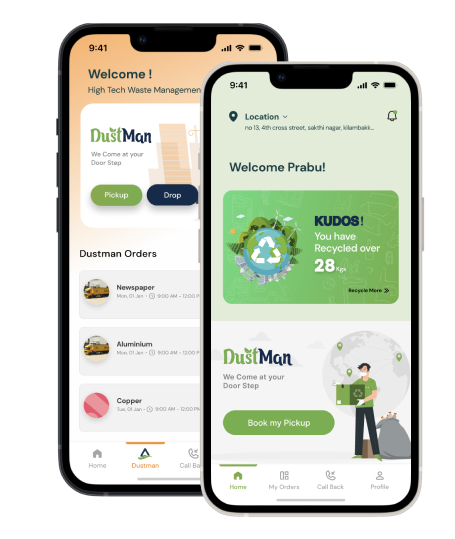 9:41
Welcome !
High Tech Waste Managemen
DustMan
We Come at your
Door Step
Pickup
Drop
Dustman Orders
Newspaper
Mon, 01 Jan - 9:00 AM - 12:00 P
Aluminium
Mon, 01 Jan - 9:00 AM - 12:00 P
Copper
Tue, 01 Jan - 9:00 AM - 12:00 PM
Home
Dustman
Call Ba
9:41
Location
no 13, 4th cross street, sakthi nagar, kilambakk...
Welcome Prabu!
KUDOS!
You have
Recycled over
28Kgs
Recycle More
DustMan
We Come at your
Door Step
Book my Pickup
Home
My Orders
Call Back
Profile